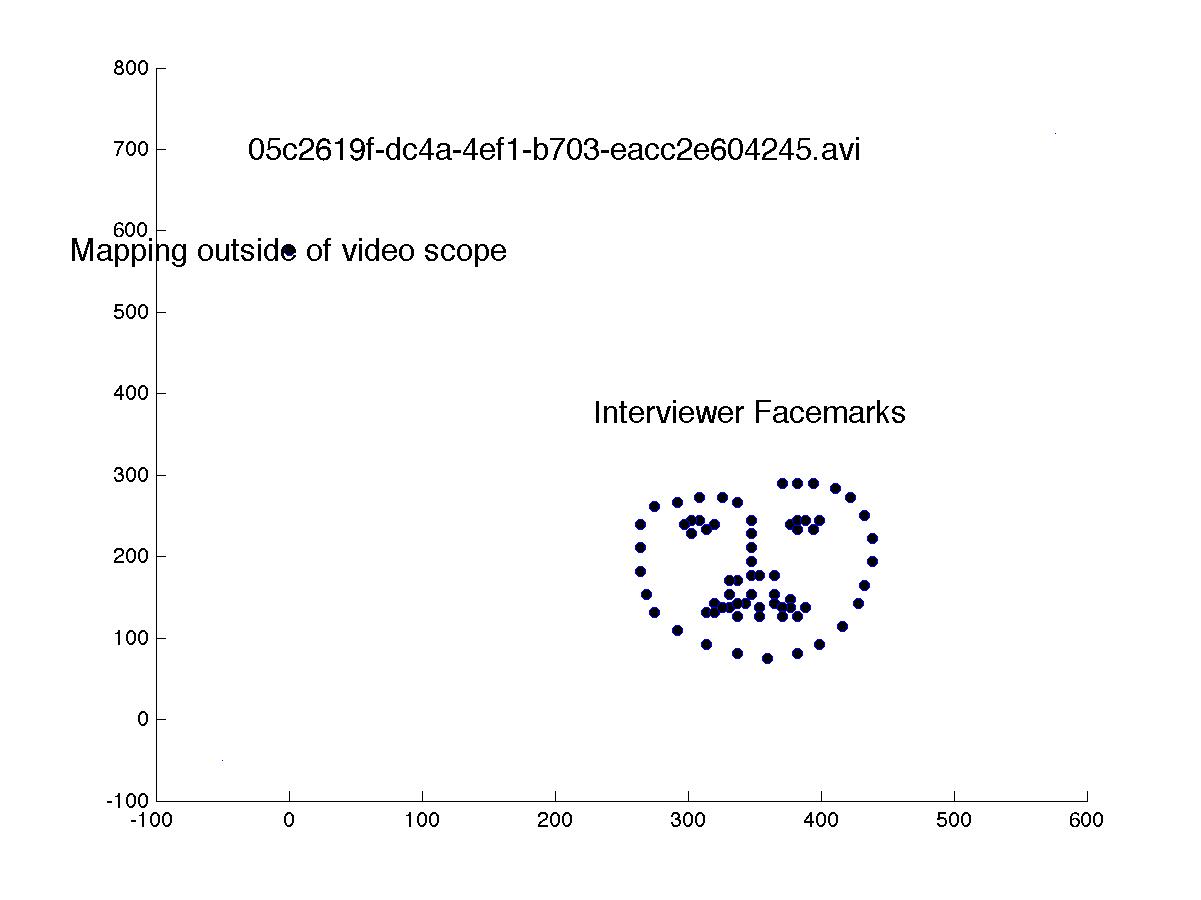 800
05c2619f-dc4a-4ef1-b703-eacc2e604245.avi
700
600
Mapping outside of video scope
500
400
Interviewer Facemarks
300
200
100
0
-100
-100 0 100 200 300 400 500 600